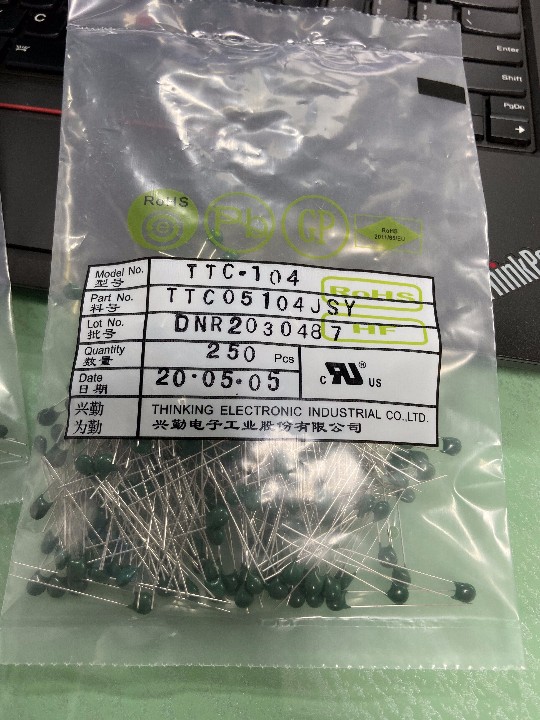 C
Enter
Shift
PgDn
RoHS
Pb
GP
RoHS
2011/65/EU
ThinkP
Model No.
型号
TTC-104
Part No.
料号
TTC05104JSY
RoHS
Lot No.
批号
DNR2030487
HF
Quantity
数量
250 Pcs
Date
日期
20·05·05
c RU ® US
兴勤
为勤
THINKING ELECTRONIC INDUSTRIAL CO.,LTD.
兴勤电子工业股份有限公司